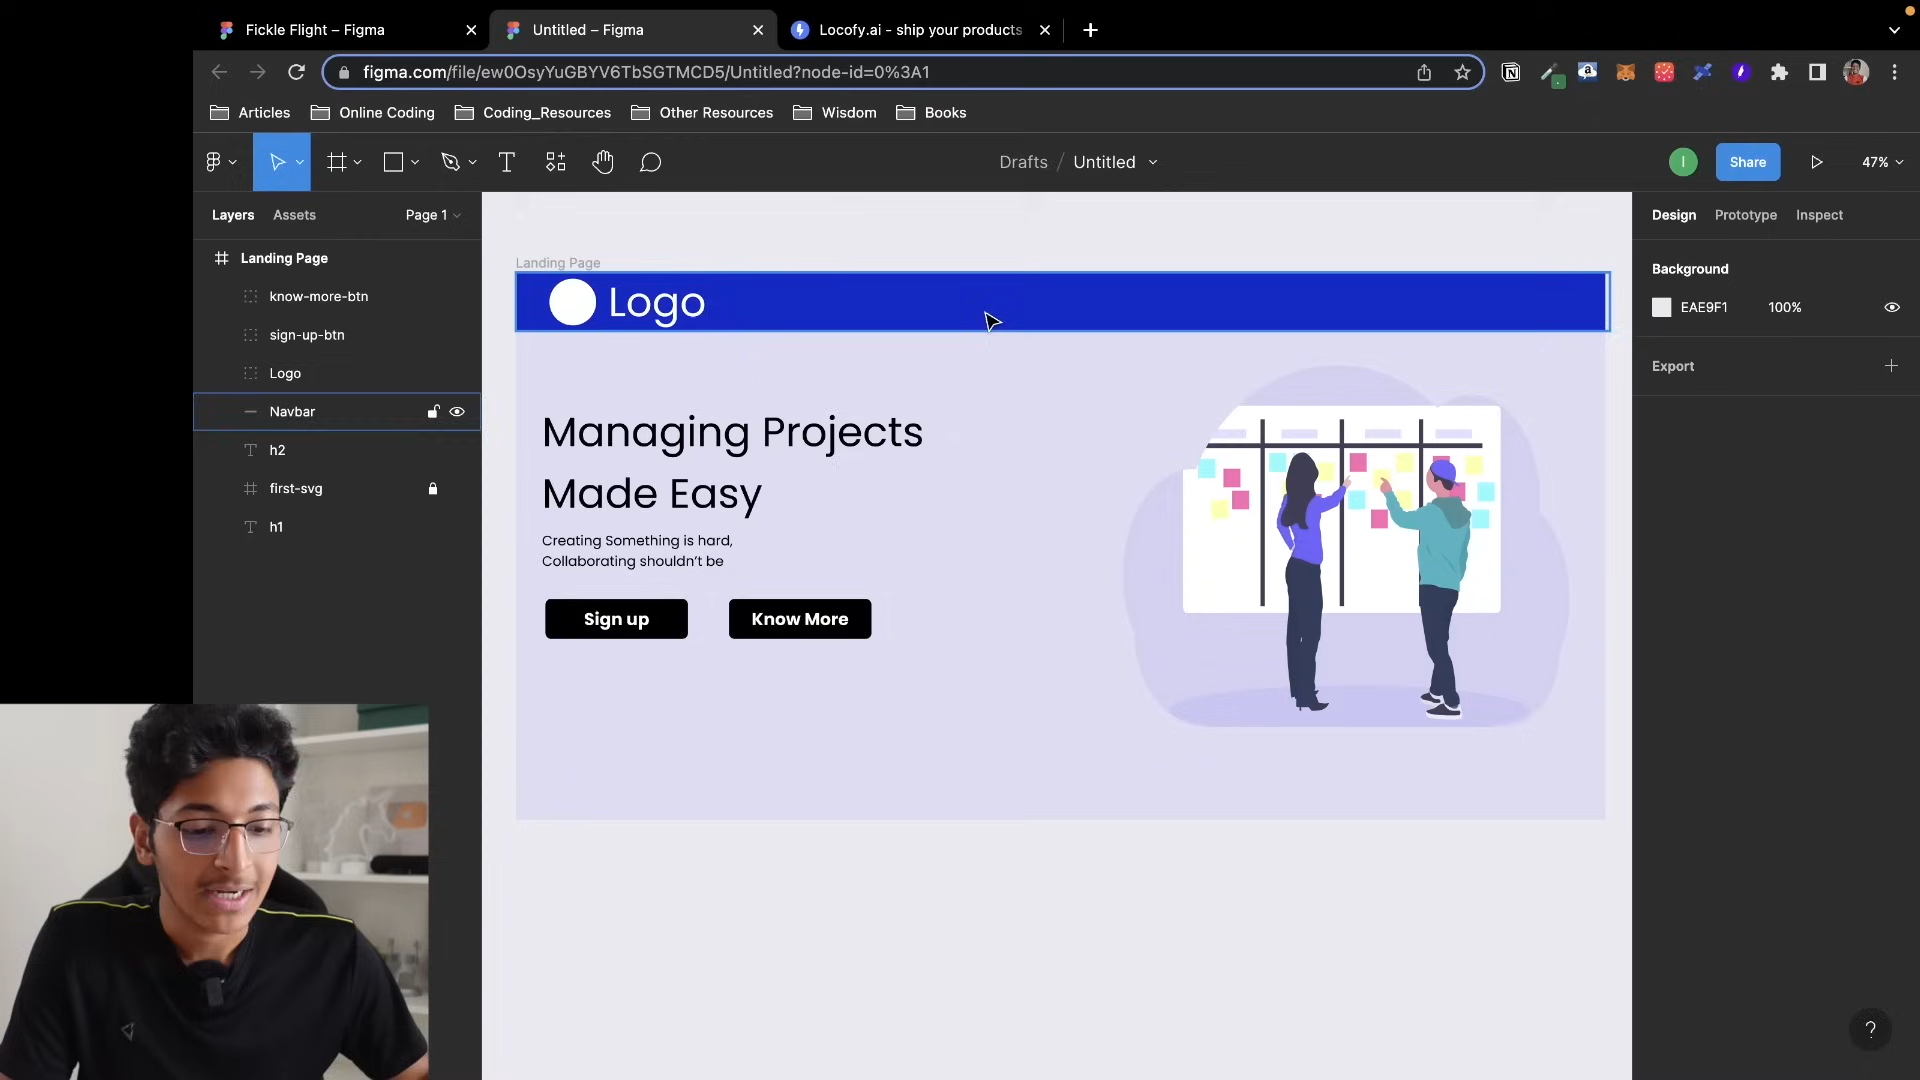 Fickle Flight – Figma
Untitled – Figma
Locofy.ai - ship your products
figma.com/file/ew0OsyYuGBYV6TbSGTMCD5/Untitled?node-id=0%3A1
Articles
Online Coding
Coding_Resources
Other Resources
Wisdom
Books
Drafts / Untitled
I
Share
47%
Layers
Assets
Page 1
Design
Prototype
Inspect
Landing Page
know-more-btn
sign-up-btn
Logo
Navbar
h2
first-svg
h1
Landing Page
Logo
Managing Projects
Made Easy
Creating Something is hard,
Collaborating shouldn't be
Sign up
Know More
Background
EAE9F1
100%
Export
?